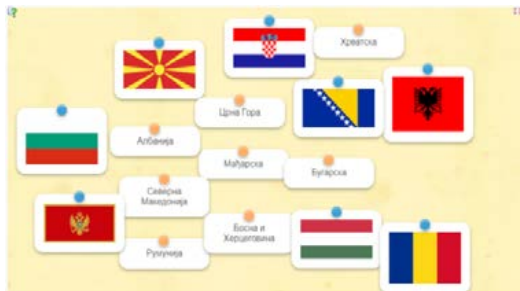 Хрватска
Црна Гора
Албанија
Мађарска
Бугарска
Северна
Македонија
Босна и
Херцеговина
Румунија